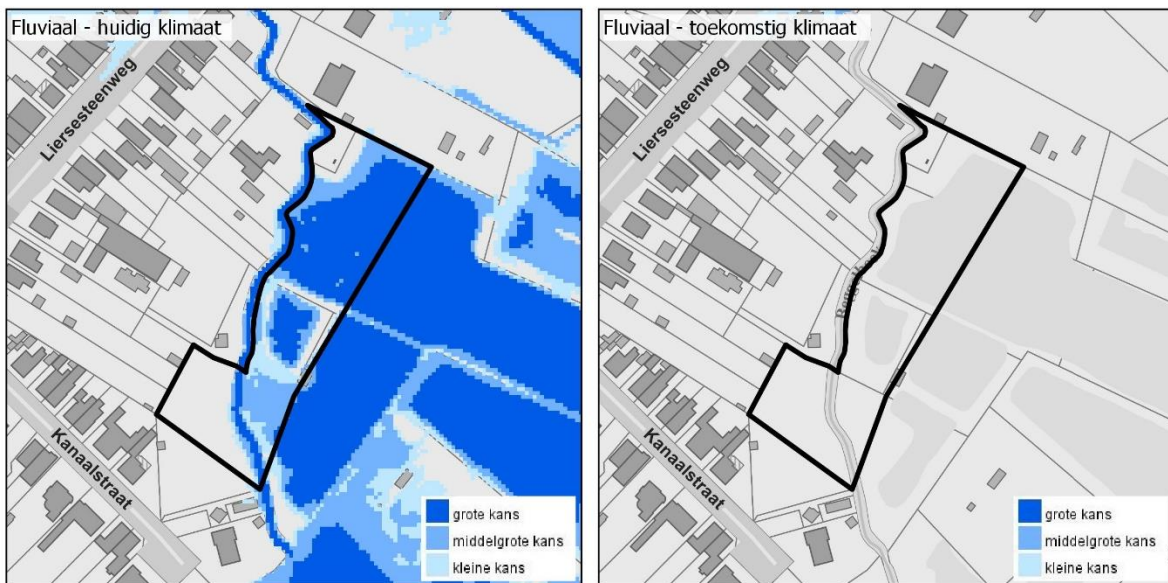 Fluviaal - huidig klimaat
Liersesteenweg
Kanaalstraat
grote kans
middelgrote kans
kleine kans
Fluviaal - toekomstig klimaat
Liersesteenweg
Kanaalstraat
grote kans
middelgrote kans
kleine kans